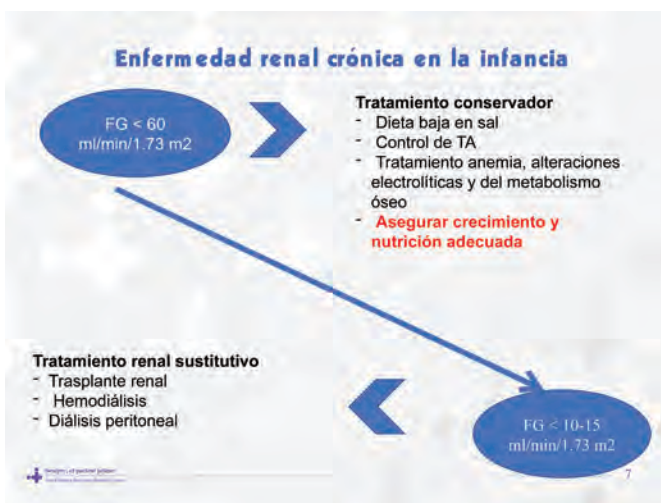 Enfermedad renal crónica en la infancia
FG < 60
ml/min/1.73 m2
Tratamiento conservador
- Dieta baja en sal
- Control de TA
- Tratamiento anemia, alteraciones
electrolíticas y del metabolismo
óseo
- Asegurar crecimiento y
nutrición adecuada
Tratamiento renal sustitutivo
- Trasplante renal
- Hemodiálisis
- Diálisis peritoneal
FG < 10-15
ml/min/1.73 m2
7